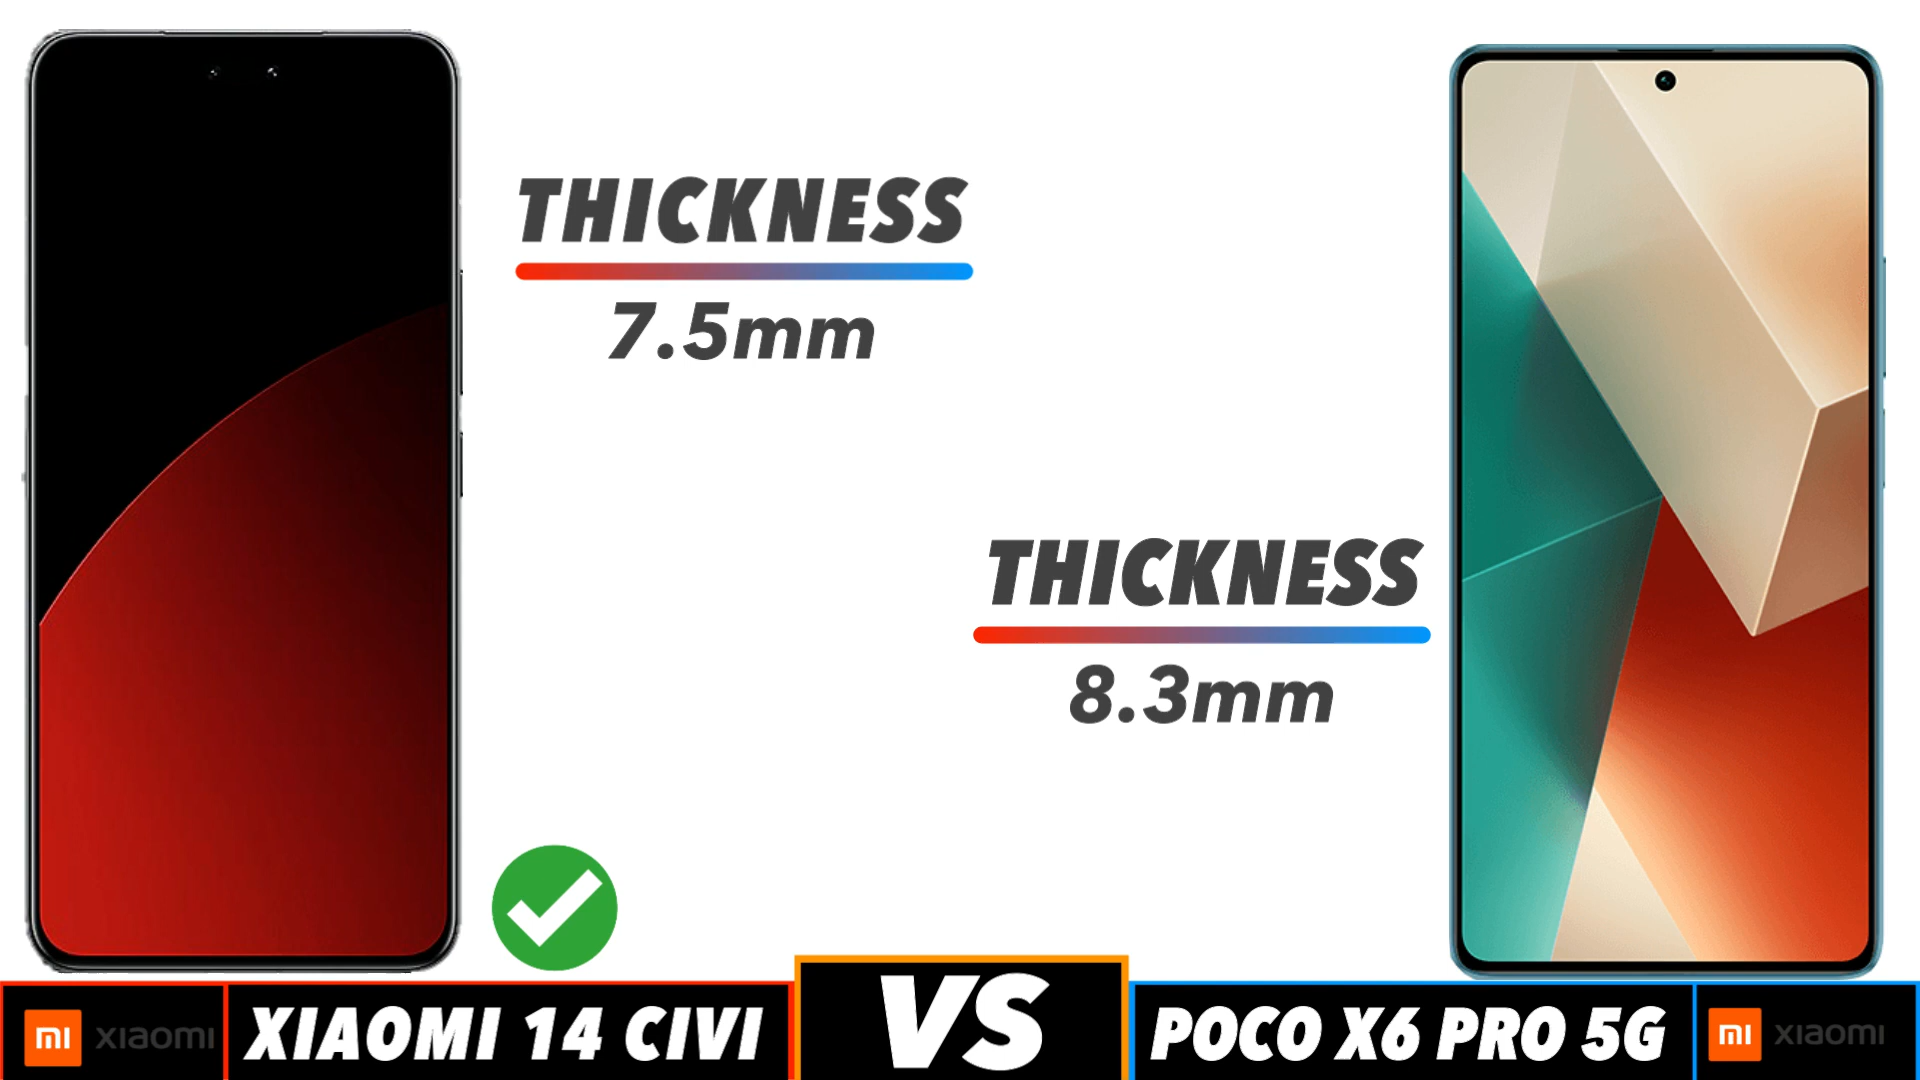 THICKNESS
7.5mm
THICKNESS
8.3mm
mi xiaomi
XIAOMI 14 CIVI
VS
POCO X6 PRO 5G
mi xiaomi